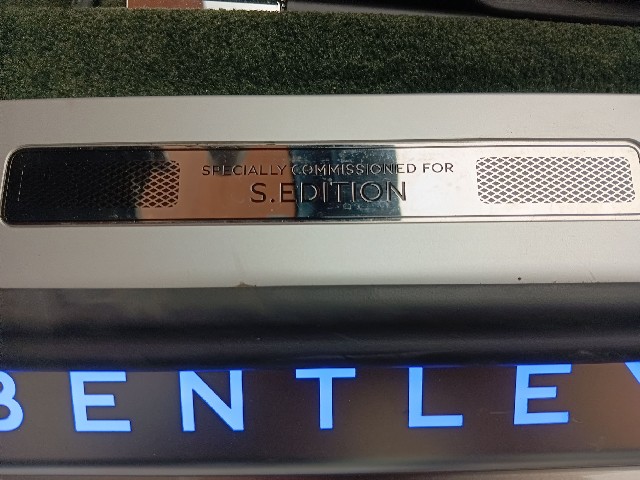 SPECIALLY COMMISSIONED FOR
S.EDITION
BENTLEY